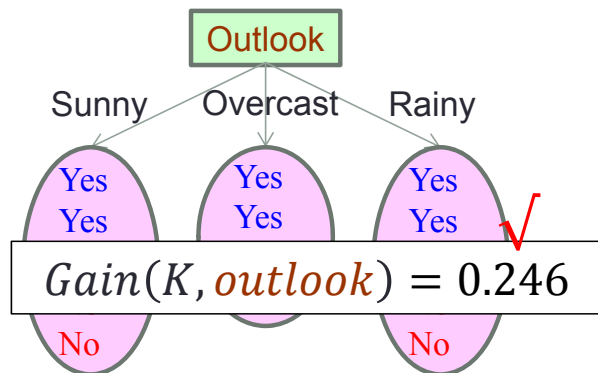 Outlook
Sunny Overcast Rainy
Yes Yes Yes
Yes Yes Yes
Gain(K, outlook) = 0.246
No No